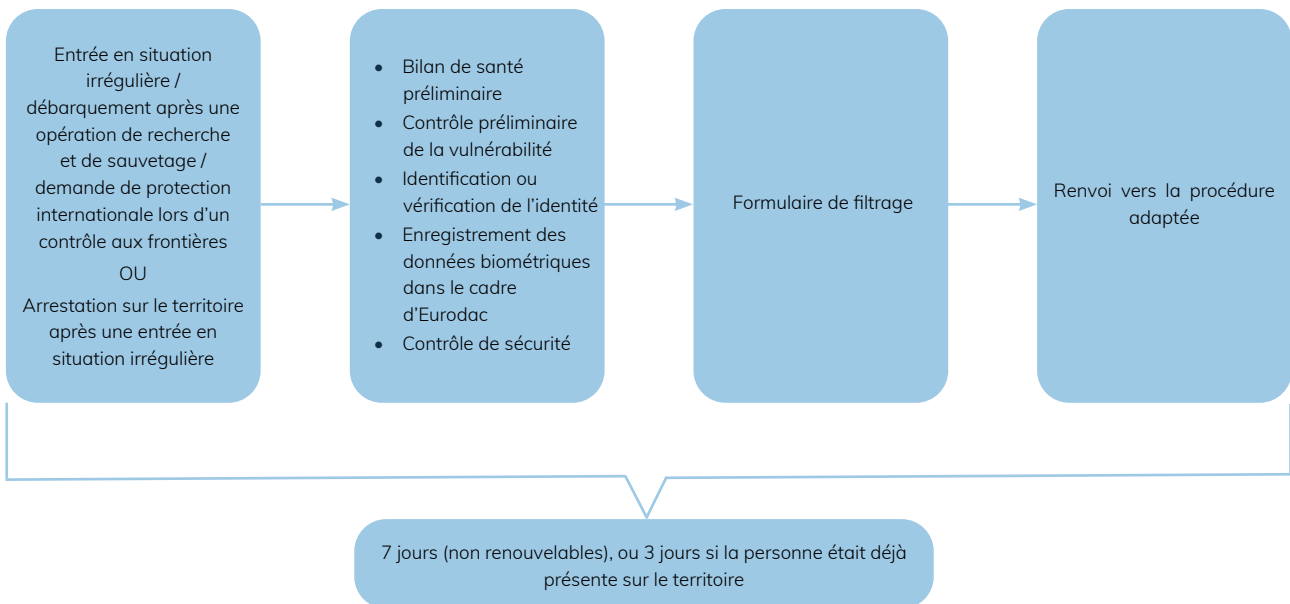 Entrée en situation
irrégulière /
débarquement après une
opération de recherche
et de sauvetage /
demande de protection
internationale lors d’un
contrôle aux frontières
OU
Arrestation sur le territoire
après une entrée en
situation irrégulière
• Bilan de santé
préliminaire
• Contrôle préliminaire
de la vulnérabilité
• Identification ou
vérification de l’identité
• Enregistrement des
données biométriques
dans le cadre
d’Eurodac
• Contrôle de sécurité
Formulaire de filtrage
Renvoi vers la procédure
adaptée
7 jours (non renouvelables), ou 3 jours si la personne était déjà
présente sur le territoire